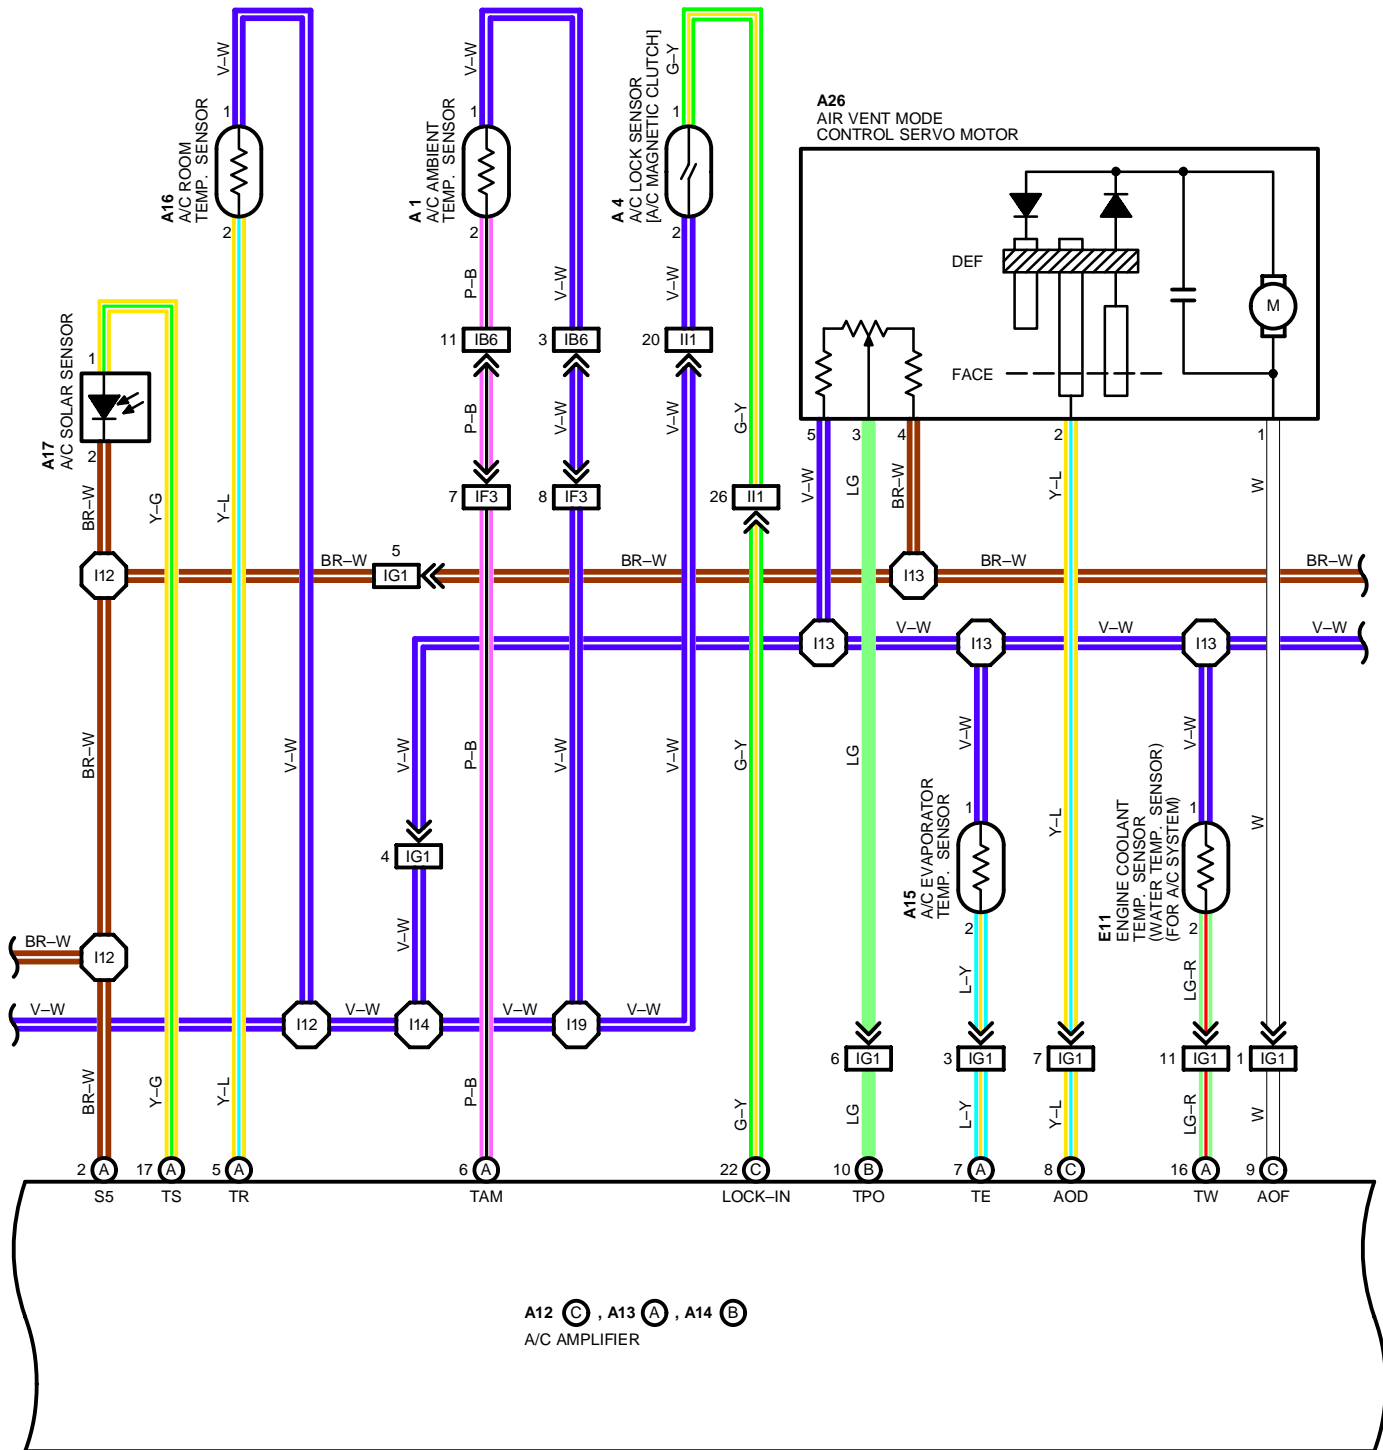 V–W
V–W
G–Y
1
1
1
A16
A/C ROOM
TEMP. SENSOR
A 1
A/C AMBIENT
TEMP. SENSOR
A 4
A/C LOCK SENSOR
[A/C MAGNETIC CLUTCH]
2
2
2
A26
AIR VENT MODE
CONTROL SERVO MOTOR
DEF
FACE
M
P–B
V–W
V–W
11 IB6
3 IB6
20 II1
1
A17
A/C SOLAR SENSOR
2
5
3
4
2
1
BR–W
Y–G
Y–L
P–B
V–W
V–W
G–Y
V–W
LG
BR–W
Y–L
W
7 IF3
8 IF3
26 II1
I12
BR–W
5
IG1
BR–W
I13
BR–W
BR–W
I13
V–W
I13
V–W
I13
V–W
BR–W
V–W
V–W
P–B
V–W
V–W
G–Y
LG
V–W
Y–L
V–W
W
4 IG1
1
A15
A/C EVAPORATOR
TEMP. SENSOR
2
1
E11
ENGINE COOLANT
TEMP. SENSOR
(WATER TEMP. SENSOR)
(FOR A/C SYSTEM)
2
BR–W
I12
V–W
L–Y
LG–R
V–W
I12
V–W
I14
V–W
I19
V–W
6 IG1
3 IG1
7 IG1
11 IG1
1 IG1
BR–W
Y–G
Y–L
P–B
G–Y
LG
L–Y
Y–L
LG–R
W
2 A
17 A
5 A
6 A
22 C
10 B
7 A
8 C
16 A
9 C
S5
TS
TR
TAM
LOCK–IN
TPO
TE
AOD
TW
AOF
A12 C , A13 A , A14 B
A/C AMPLIFIER